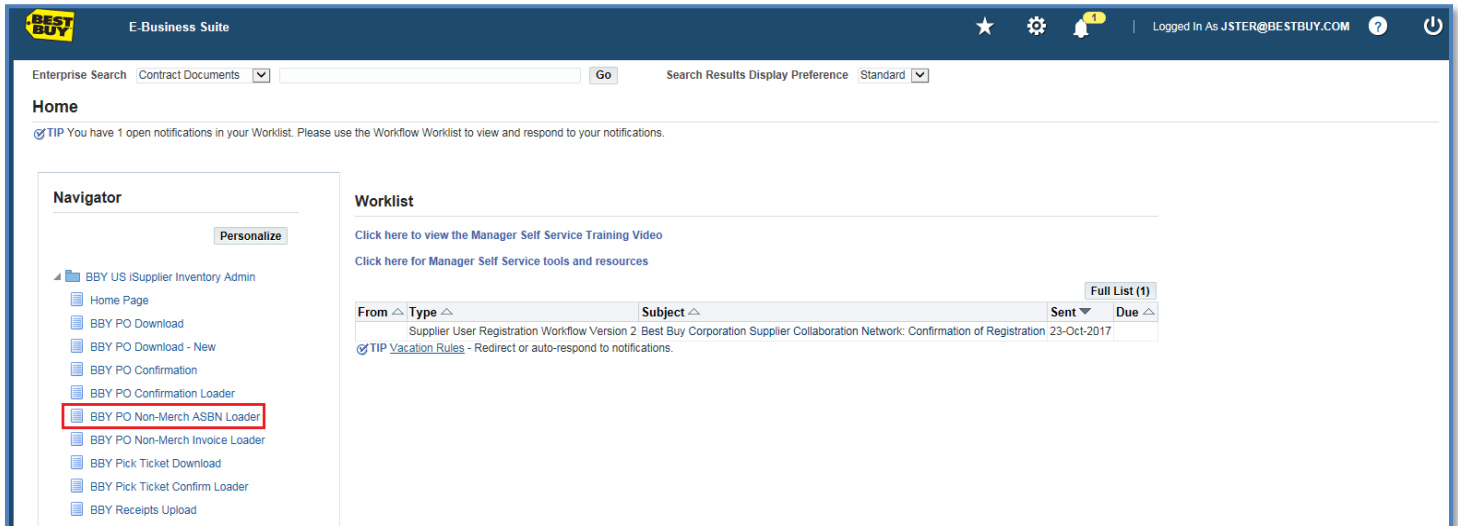 BEST BUY
E-Business Suite
1
Logged In As JSTER@BESTBUY.COM
?
Enterprise Search Contract Documents Go Search Results Display Preference Standard
Home
TIP You have 1 open notifications in your Worklist. Please use the Workflow Worklist to view and respond to your notifications.
Navigator
Personalize
BBY US iSupplier Inventory Admin
Home Page
BBY PO Download
BBY PO Download - New
BBY PO Confirmation
BBY PO Confirmation Loader
BBY PO Non-Merch ASBN Loader
BBY PO Non-Merch Invoice Loader
BBY Pick Ticket Download
BBY Pick Ticket Confirm Loader
BBY Receipts Upload
Worklist
Click here to view the Manager Self Service Training Video
Click here for Manager Self Service tools and resources
Full List (1)
From Type Subject Sent Due
Supplier User Registration Workflow Version 2 Best Buy Corporation Supplier Collaboration Network: Confirmation of Registration 23-Oct-2017
TIP Vacation Rules - Redirect or auto-respond to notifications.